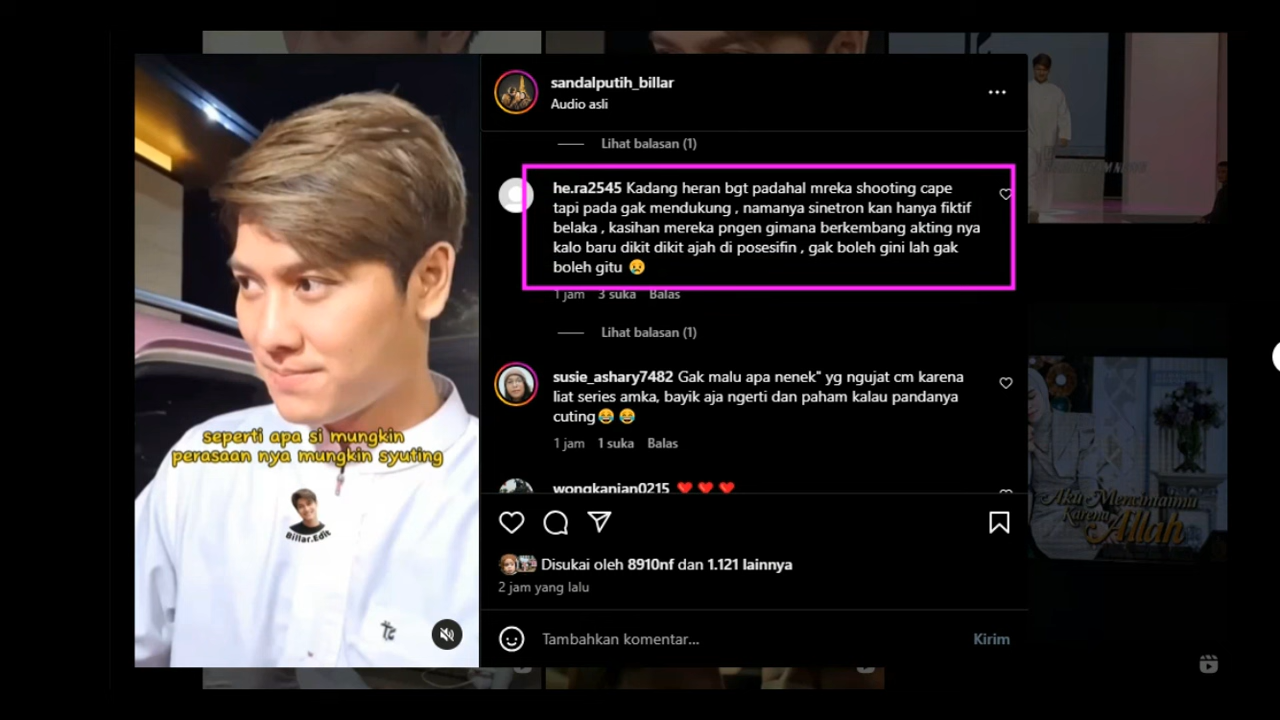 sandalputih_billar
Audio asli
Lihat balasan (1)
he.ra2545 Kadang heran bgt padahal mreka shooting cape
tapi pada gak mendukung , namanya sinetron kan hanya fiktif
belaka , kasihan mereka pngen gimana berkembang akting nya
kalo baru dikit dikit ajah di posesifin , gak boleh gini lah gak
boleh gitu 😢
1 jam 3 suka Balas
Lihat balasan (1)
susie_ashary7482 Gak malu apa nenek" yg ngujat cm karena
liat series amka, bayik aja ngerti dan paham kalau pandanya
cuting😂 😂
1 jam 1 suka Balas
wongkanian0215 ❤️ ❤️ ❤️
Disukai oleh 8910nf dan 1.121 lainnya
2 jam yang lalu
Tambahkan komentar...
Kirim
seperti apa si mungkin
perasaan nya mungkin syuting
Billar.Edit
Aku Mencintaimu
Karena
Allah